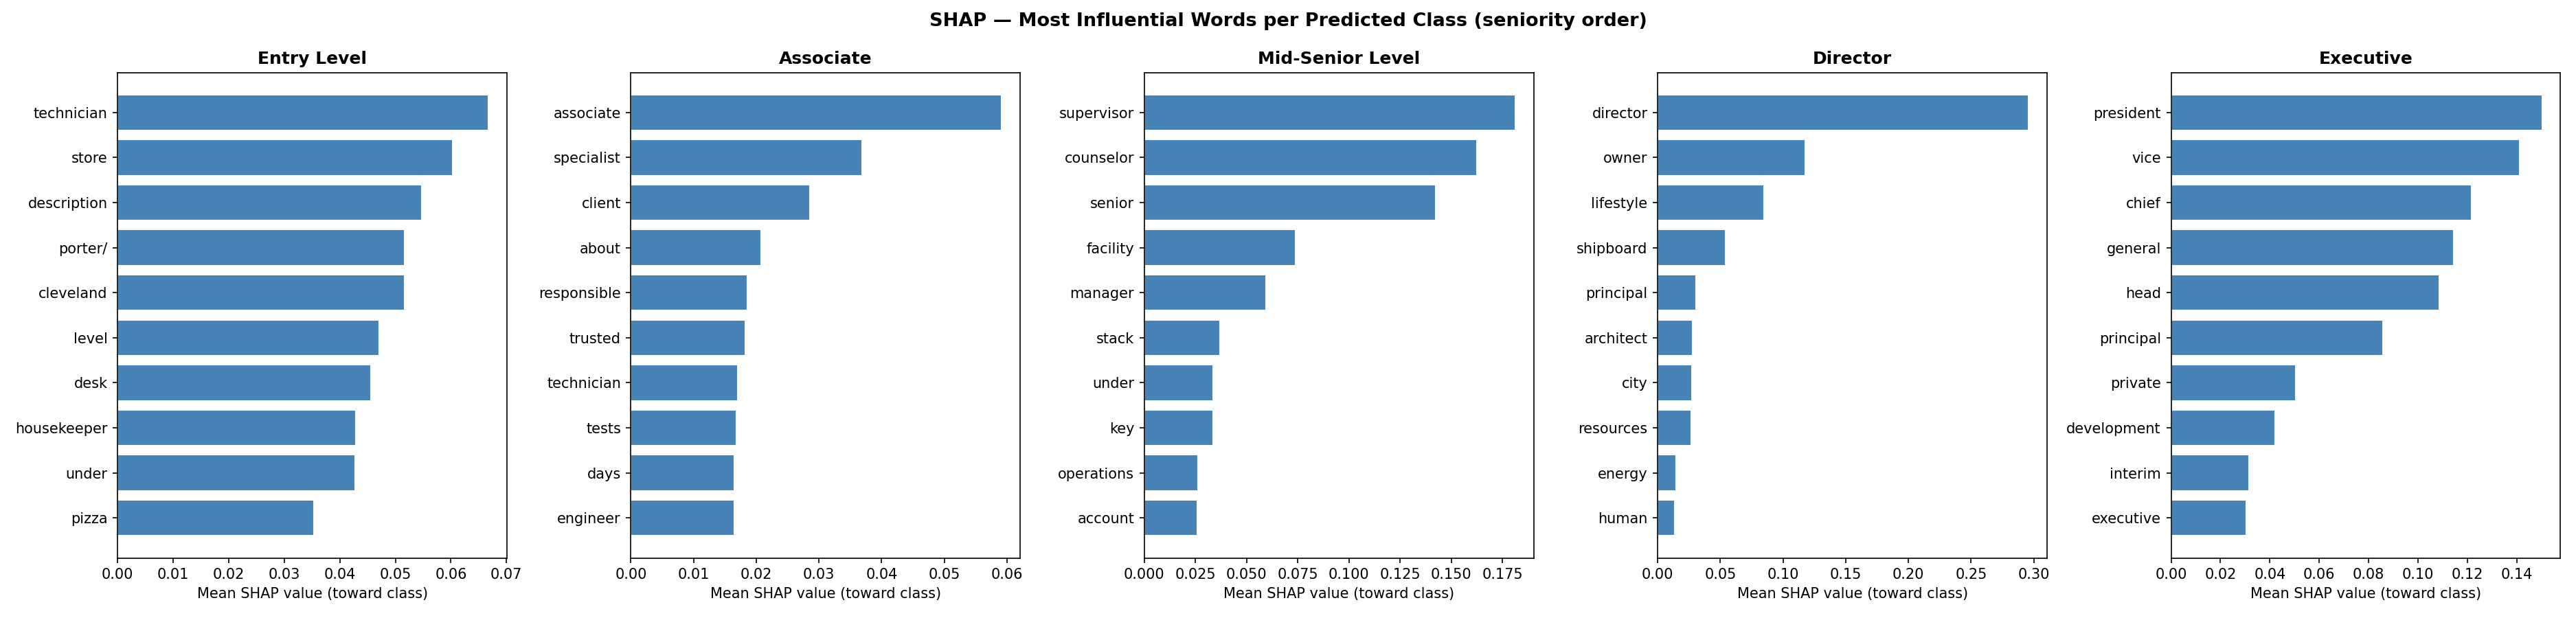 SHAP — Most Influential Words per Predicted Class (seniority order)
Entry Level
technician
store
description
porter/
cleveland
level
desk
housekeeper
under
pizza
0.00 0.01 0.02 0.03 0.04 0.05 0.06 0.07
Mean SHAP value (toward class)
Associate
associate
specialist
client
about
responsible
trusted
technician
tests
days
engineer
0.00 0.01 0.02 0.03 0.04 0.05 0.06
Mean SHAP value (toward class)
Mid-Senior Level
supervisor
counselor
senior
facility
manager
stack
under
key
operations
account
0.000 0.025 0.050 0.075 0.100 0.125 0.150 0.175
Mean SHAP value (toward class)
Director
director
owner
lifestyle
shipboard
principal
architect
city
resources
energy
human
0.00 0.05 0.10 0.15 0.20 0.25 0.30
Mean SHAP value (toward class)
Executive
president
vice
chief
general
head
principal
private
development
interim
executive
0.00 0.02 0.04 0.06 0.08 0.10 0.12 0.14
Mean SHAP value (toward class)